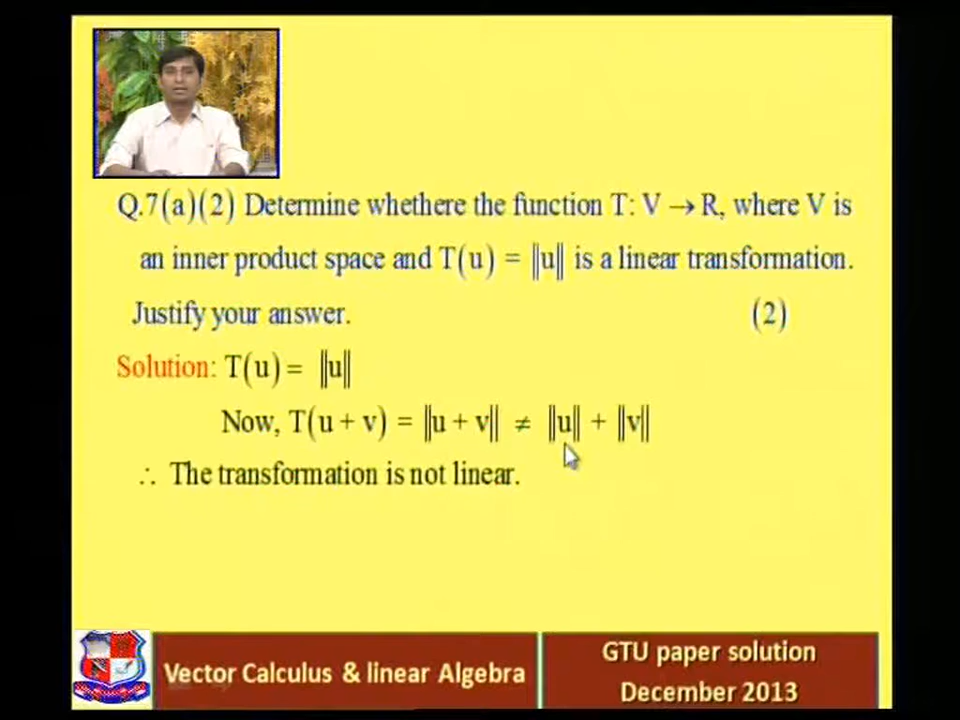 Q.7(a)(2) Determine whethere the function T: V → R, where V is
an inner product space and T(u) = ||u|| is a linear transformation.
Justify your answer. (2)
Solution: T(u) = ||u||
Now, T(u + v) = ||u + v|| ≠ ||u|| + ||v||
∴ The transformation is not linear.
Vector Calculus & linear Algebra
GTU paper solution
December 2013